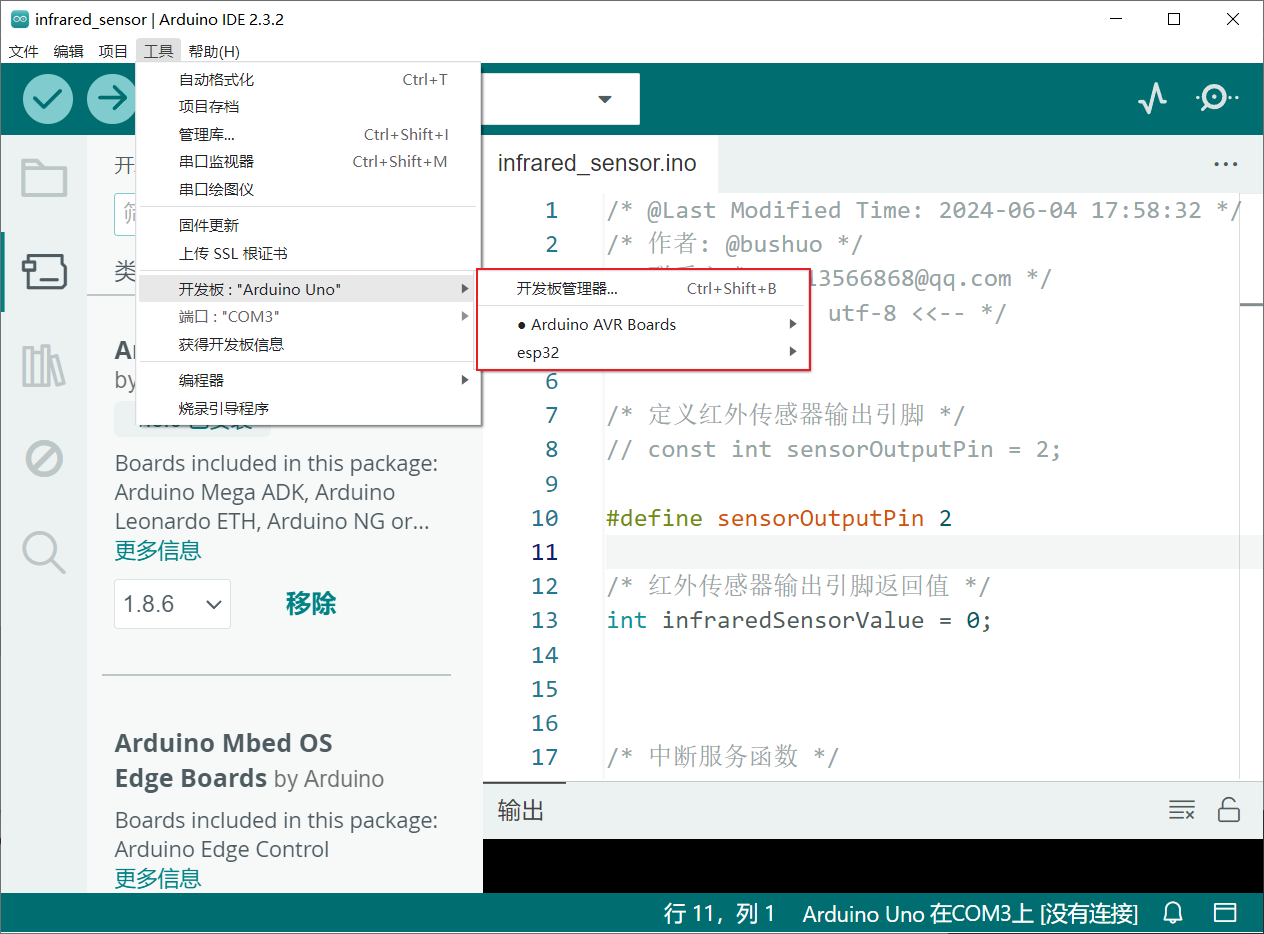 infrared_sensor | Arduino IDE 2.3.2
文件 编辑 项目 工具 帮助(H)
自动格式化 Ctrl+T
项目存档
管理库... Ctrl+Shift+I
串口监视器 Ctrl+Shift+M
串口绘图仪
固件更新
上传 SSL 根证书
开发板 : "Arduino Uno"
端口 : "COM3"
获得开发板信息
编程器
烧录引导程序
开发板管理器... Ctrl+Shift+B
● Arduino AVR Boards
esp32
开
类
by
Boards included in this package:
Arduino Mega ADK, Arduino
Leonardo ETH, Arduino NG or...
更多信息
1.8.6 移除
Arduino Mbed OS
Edge Boards by Arduino
Boards included in this package:
Arduino Edge Control
更多信息
infrared_sensor.ino
1 /* @Last Modified Time: 2024-06-04 17:58:32 */
2 /* 作者: @bushuo */
13566868@qq.com */
utf-8 <<-- */
6
7 /* 定义红外传感器输出引脚 */
8 // const int sensorOutputPin = 2;
9
10 #define sensorOutputPin 2
11
12 /* 红外传感器输出引脚返回值 */
13 int infraredSensorValue = 0;
14
15
16
17 /* 中断服务函数 */
输出
行 11，列 1 Arduino Uno 在COM3上 [没有连接]